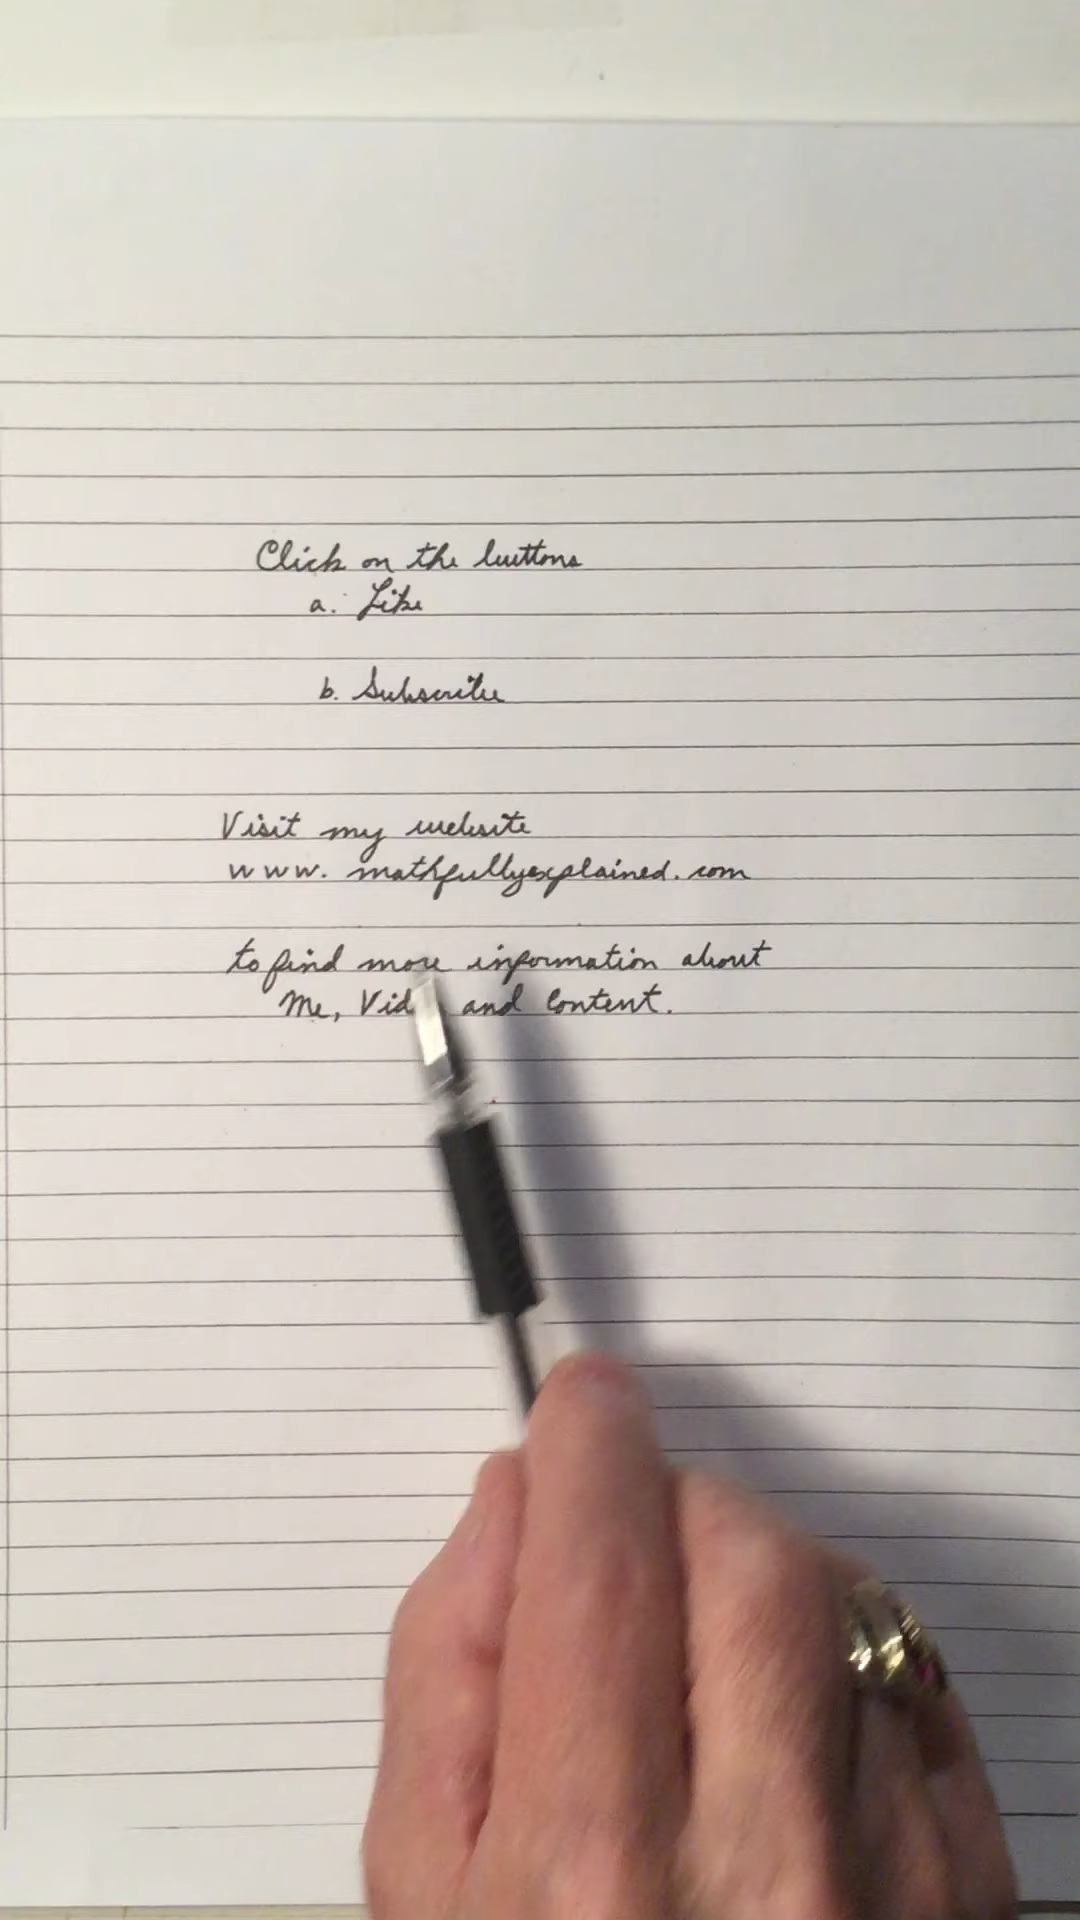 Click on the buttons
a. Like
b. Subscribe
Visit my website
www.mathfullyexplained.com
to find more information about
Me, and Content.